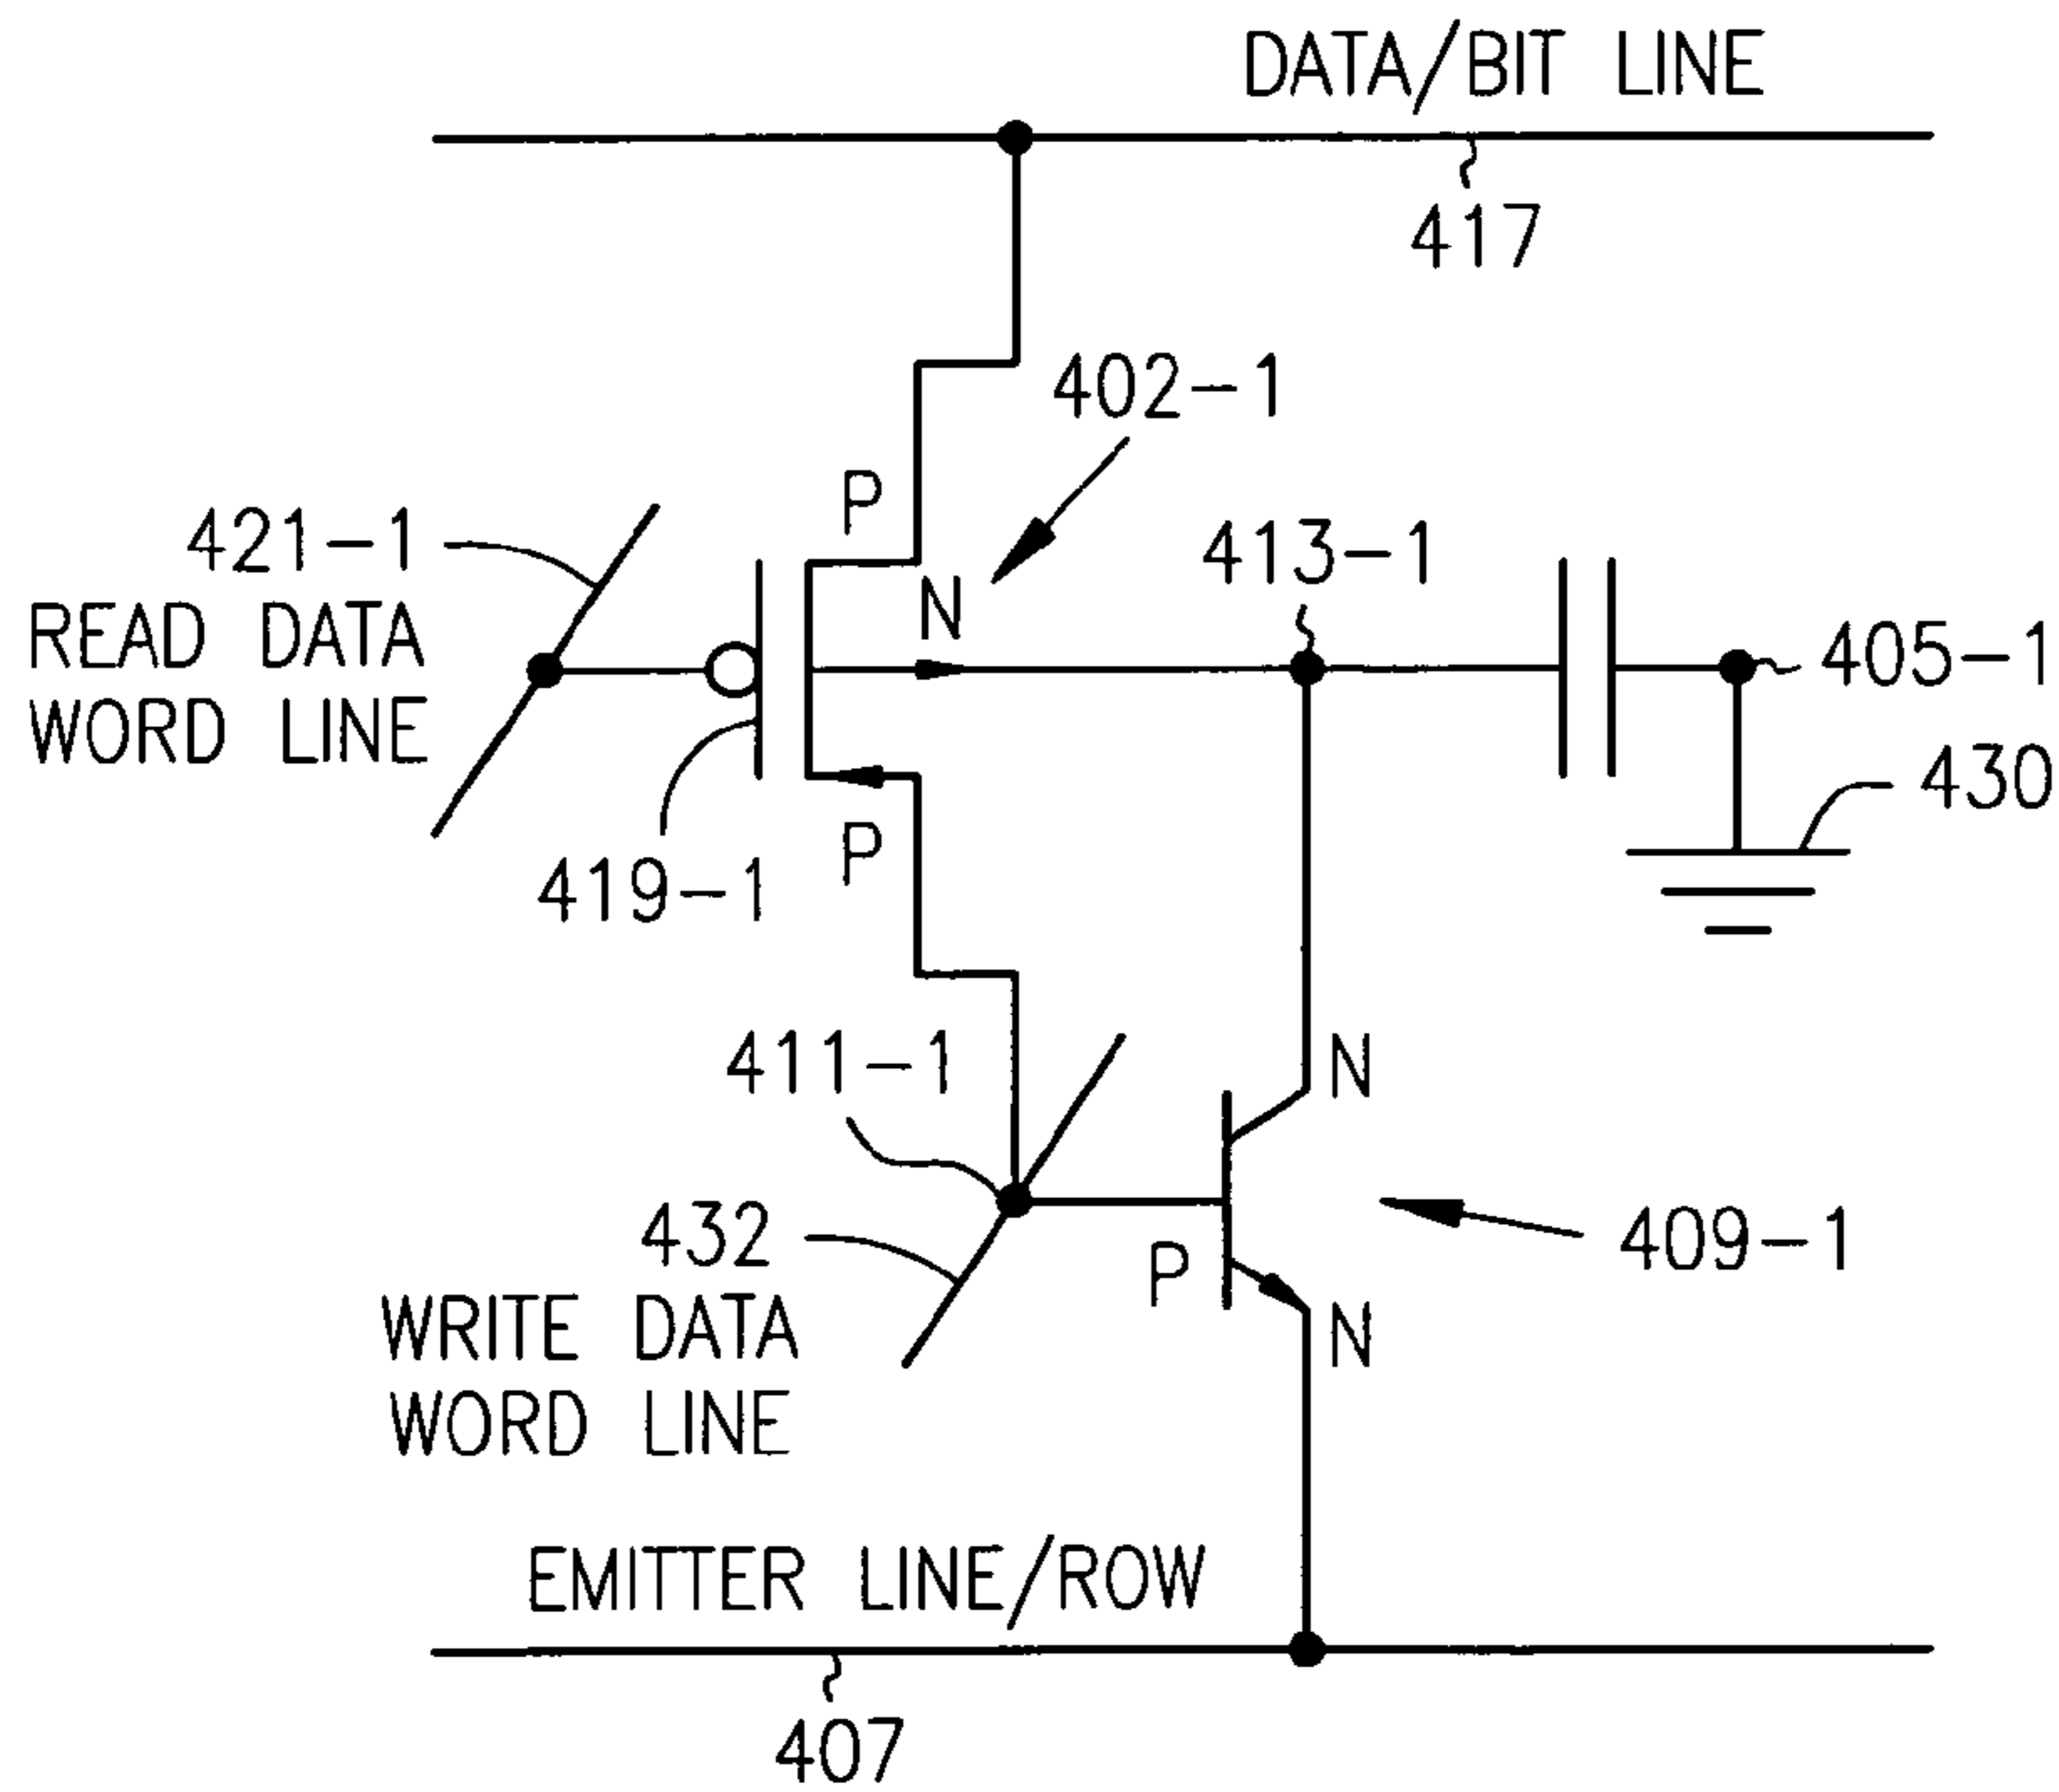 DATA/BIT LINE
417
402-1
P
421-1
N
413-1
READ DATA
WORD LINE
405-1
430
419-1
P
411-1
N
432
P
409-1
WRITE DATA
N
WORD LINE
EMITTER LINE/ROW
407